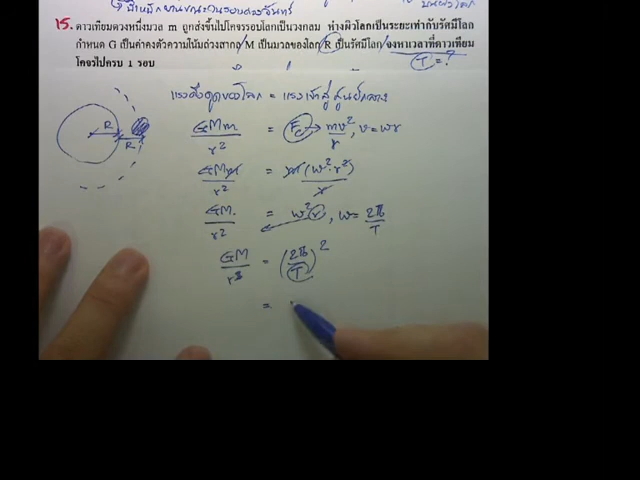 15. ดาวเทียมดวงหนึ่งมวล m ถูกส่งขึ้นไปโคจรรอบโลกเป็นวงกลม ห่างผิวโลกเป็นระยะเท่ากับรัศมีโลก
กำหนด G เป็นค่าคงตัวความโน้มถ่วงสากล M เป็นมวลของโลก R เป็นรัศมีโลก จงหาเวลาที่ดาวเทียม
โคจรไปครบ 1 รอบ T = ?
แรงดึงดูดของโลก = แรงเข้าสู่ศูนย์กลาง
R
R
GMm/r² = Fc → mv²/r, v = ωr
GMm/r² = m(ω²·r²)/r
GM/r² = ω²r, ω = 2π/T
GM/r³ = (2π/T)²
=